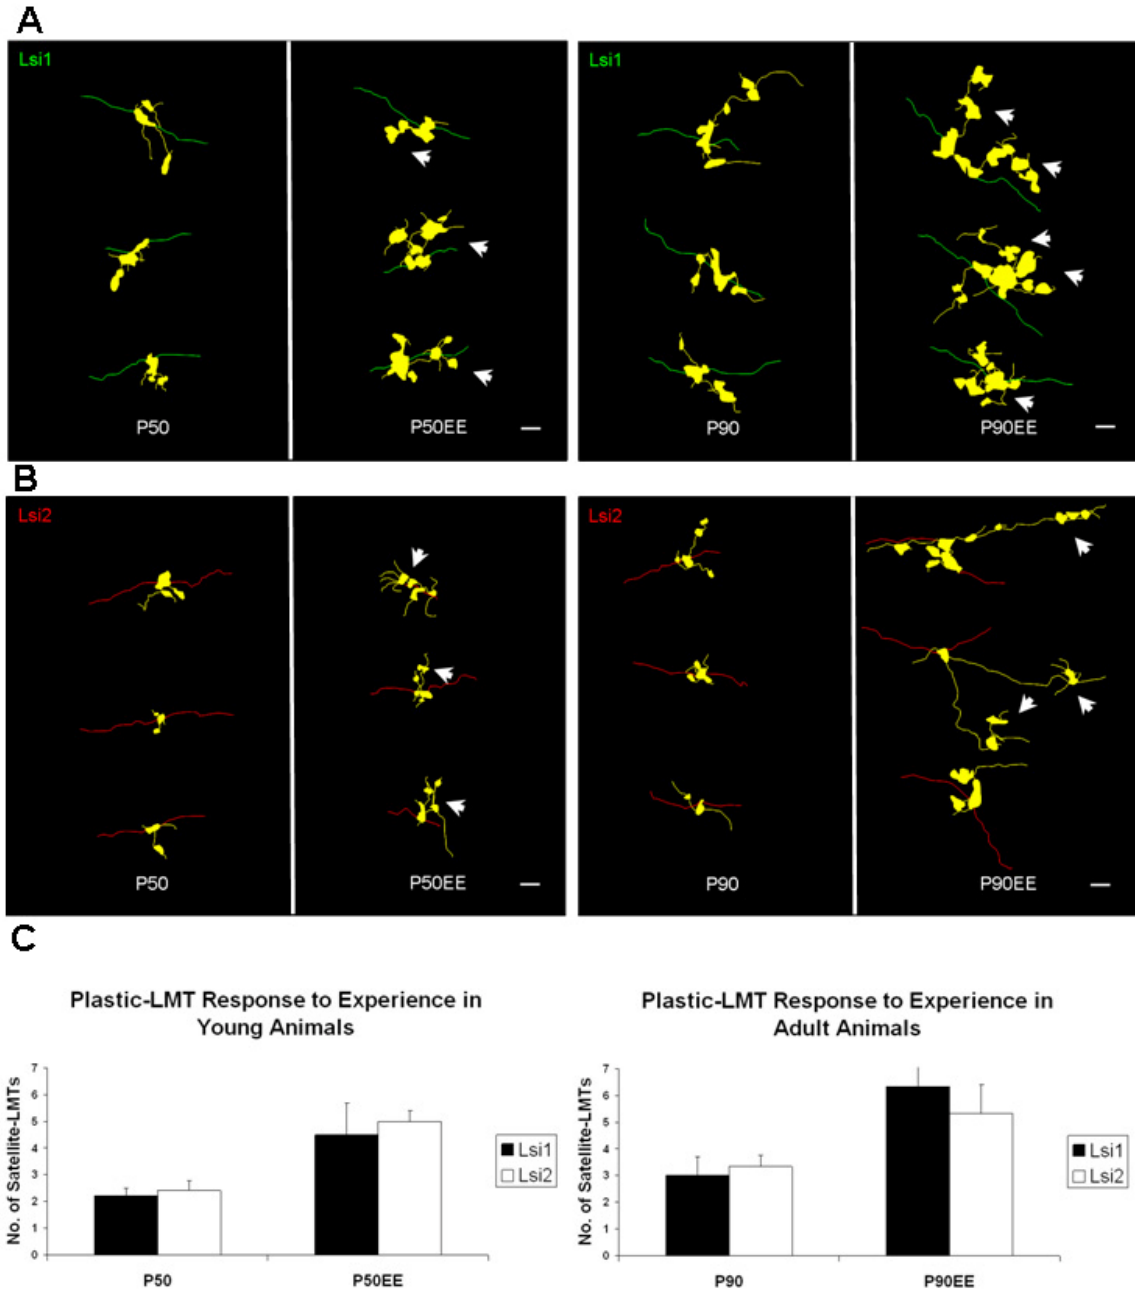 A
Lsi1
P50
P50EE
Lsi1
P90
P90EE
B
Lsi2
P50
P50EE
Lsi2
P90
P90EE
C
Plastic-LMT Response to Experience in
Young Animals
No. of Satellite-LMTs
7
6
5
4
3
2
1
0
P50
P50EE
Lsi1
Lsi2
Plastic-LMT Response to Experience in
Adult Animals
No. of Satellite-LMTs
7
6
5
4
3
2
1
0
P90
P90EE
Lsi1
Lsi2